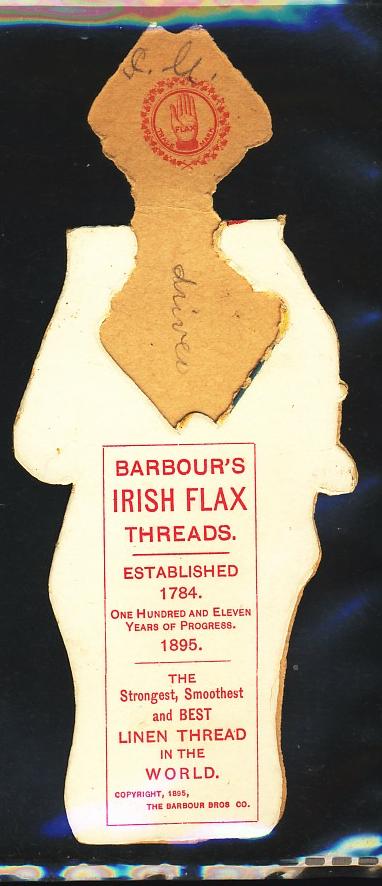 FLAX
TRADE MARK
BARBOUR'S
IRISH FLAX
THREADS.
ESTABLISHED
1784.
ONE HUNDRED AND ELEVEN
YEARS OF PROGRESS.
1895.
THE
Strongest, Smoothest
and BEST
LINEN THREAD
IN THE
WORLD.
COPYRIGHT, 1895,
THE BARBOUR BROS CO.